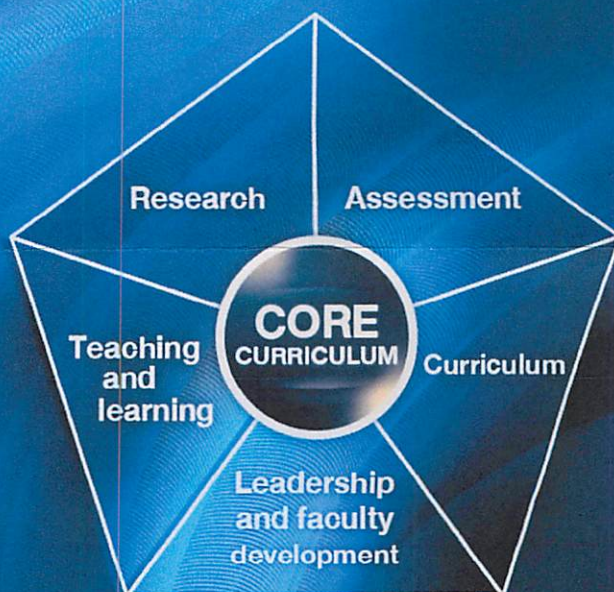 Research
Assessment
CORE
CURRICULUM
Teaching
and
learning
Curriculum
Leadership
and faculty
development